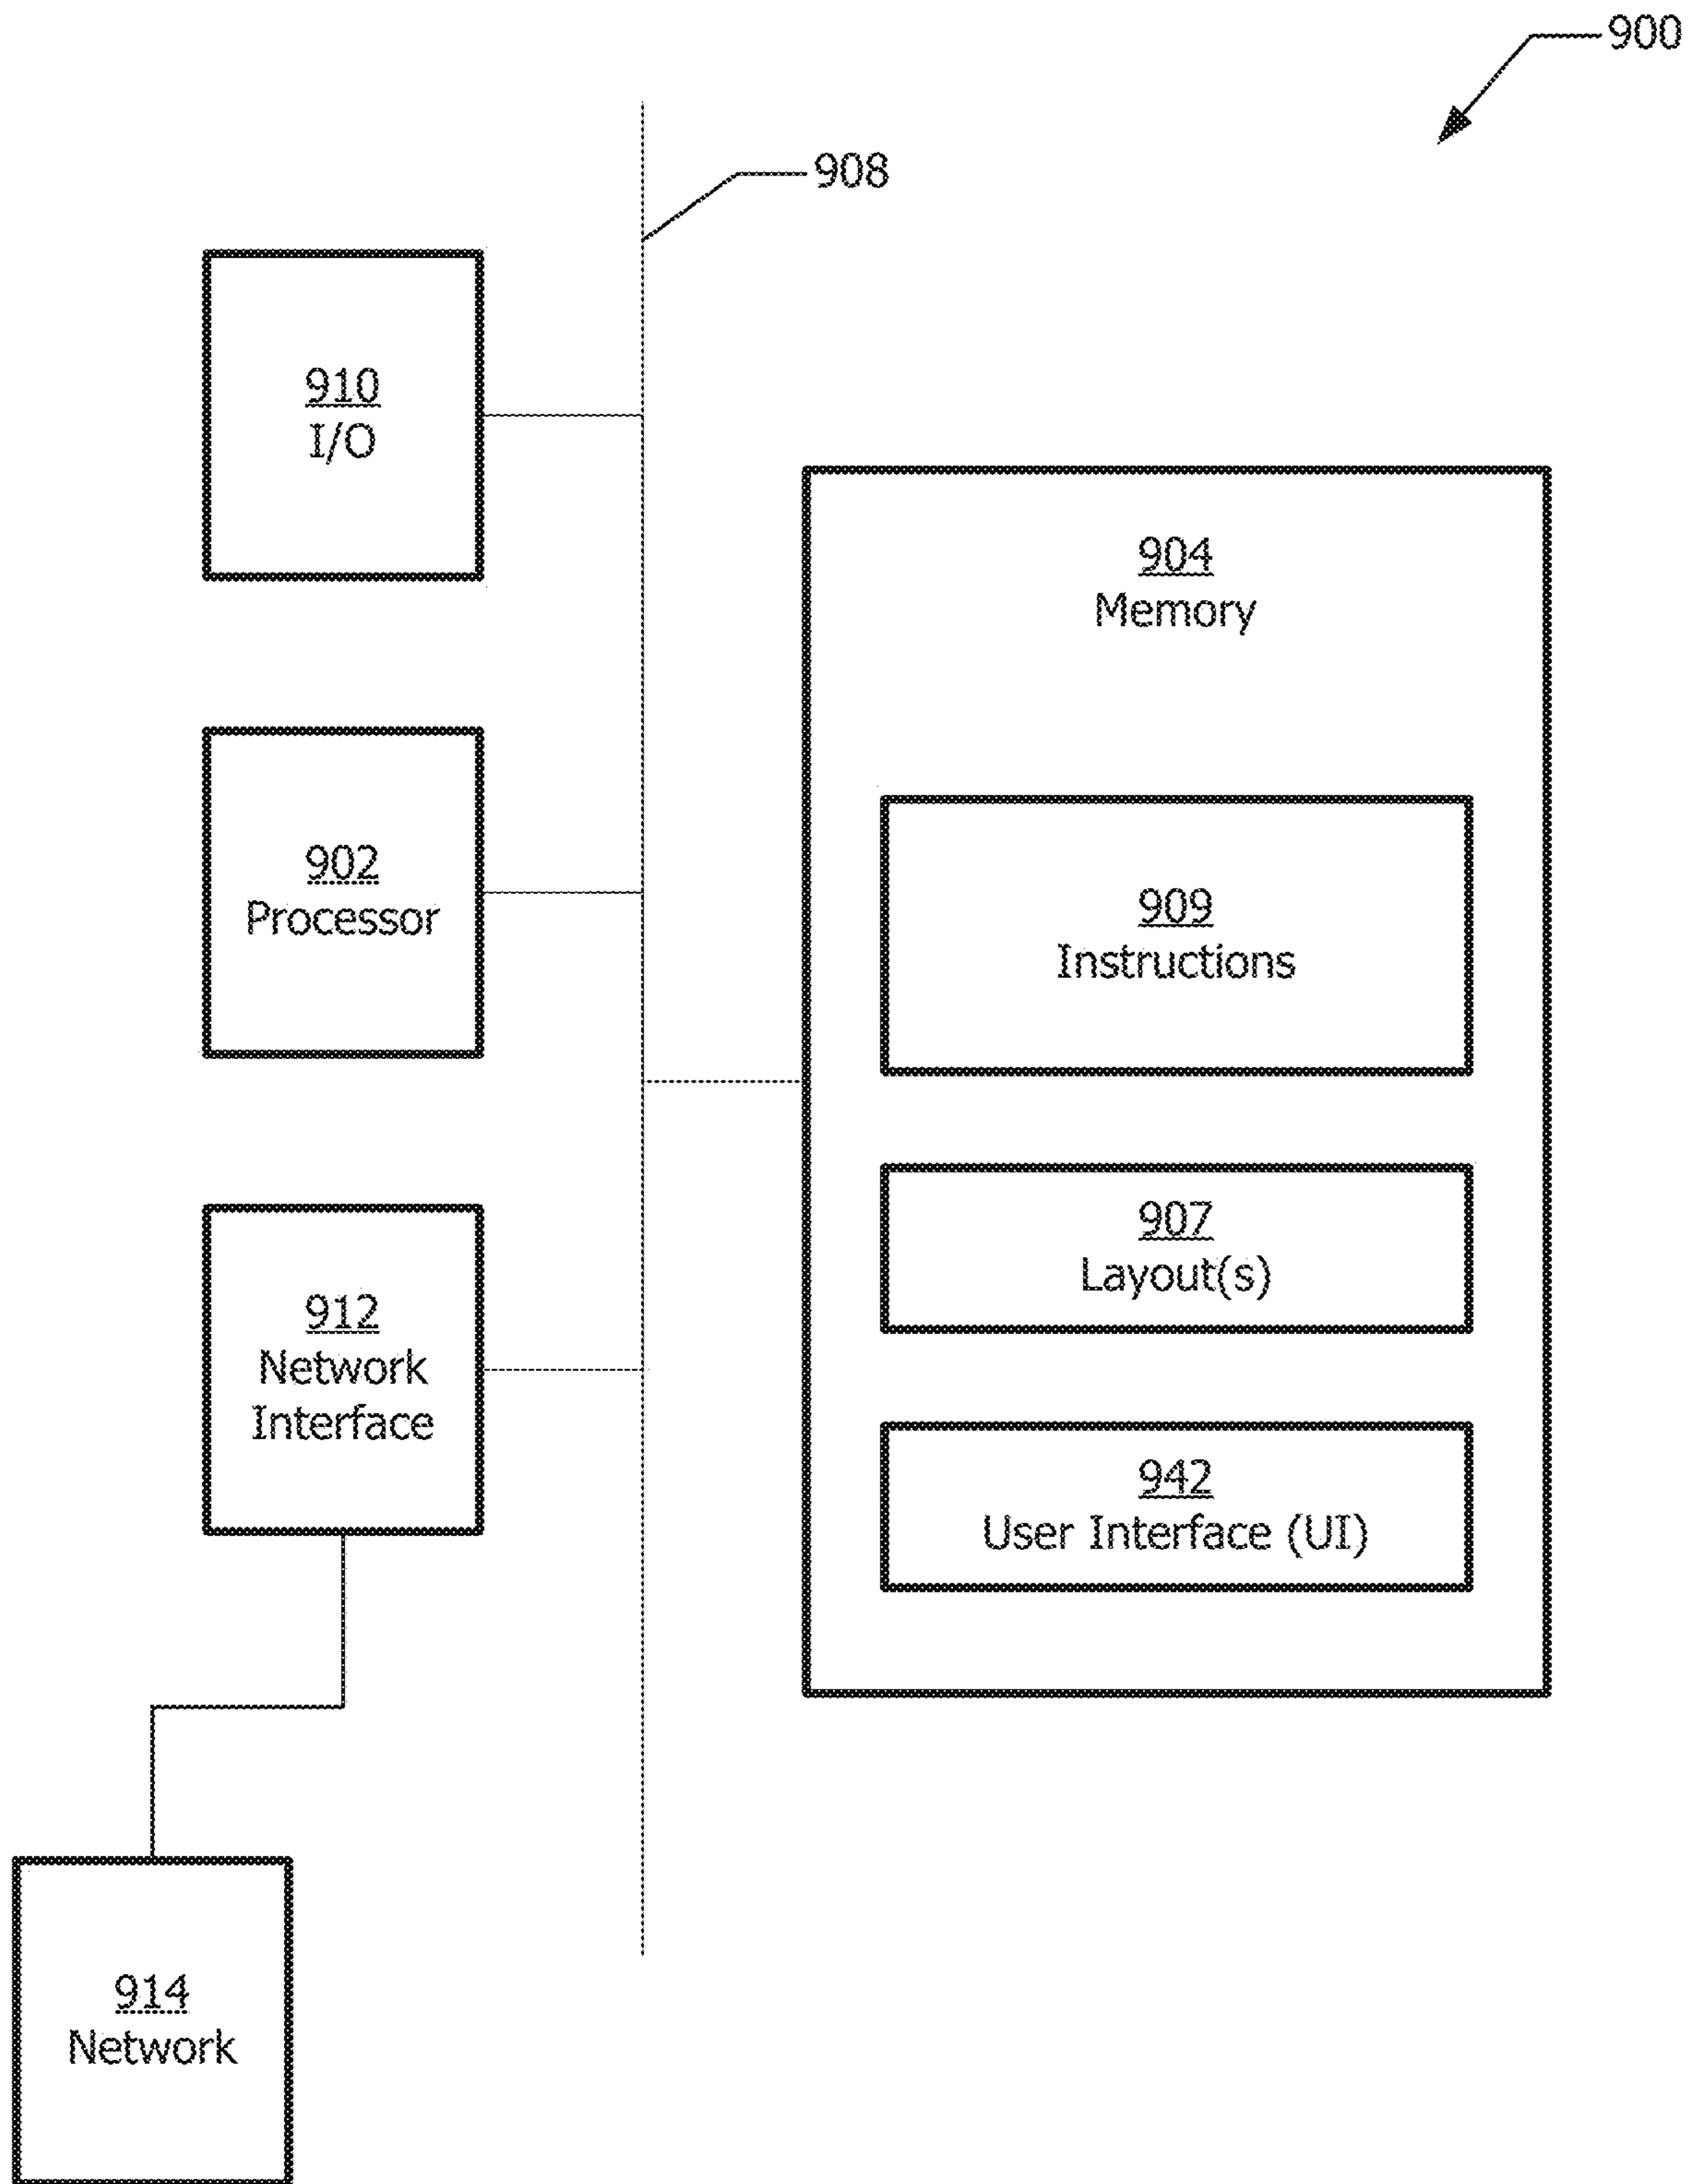 900
908
910
I/O
904
Memory
902
Processor
909
Instructions
907
Layout(s)
912
Network
Interface
942
User Interface (UI)
914
Network